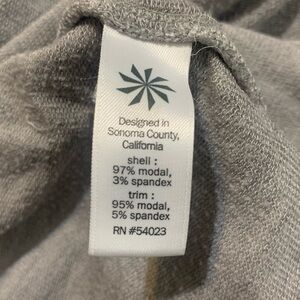 Designed in
Sonoma County,
California
shell :
97% modal,
3% spandex
trim :
95% modal,
5% spandex
RN #54023